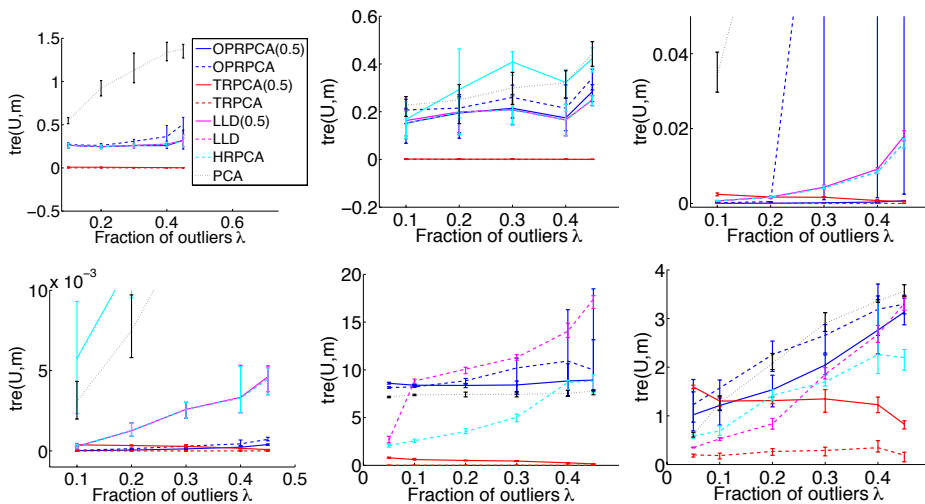 1.5
1
0.5
0
-0.5
0.2
0.4
0.6
tre(U,m)
Fraction of outliers λ
OPRPCA(0.5)
OPRPCA
TRPCA(0.5)
TRPCA
LLD(0.5)
LLD
HRPCA
PCA
0.6
0.4
0.2
0
-0.2
0.1
0.2
0.3
0.4
tre(U,m)
Fraction of outliers λ
0.04
0.02
0
0.1
0.2
0.3
0.4
tre(U,m)
Fraction of outliers λ
x 10⁻³
10
5
0
0.1
0.2
0.3
0.4
0.5
tre(U,m)
Fraction of outliers λ
20
15
10
5
0
0.1
0.2
0.3
0.4
tre(U,m)
Fraction of outliers λ
4
3
2
1
0
0.1
0.2
0.3
0.4
tre(U,m)
Fraction of outliers λ